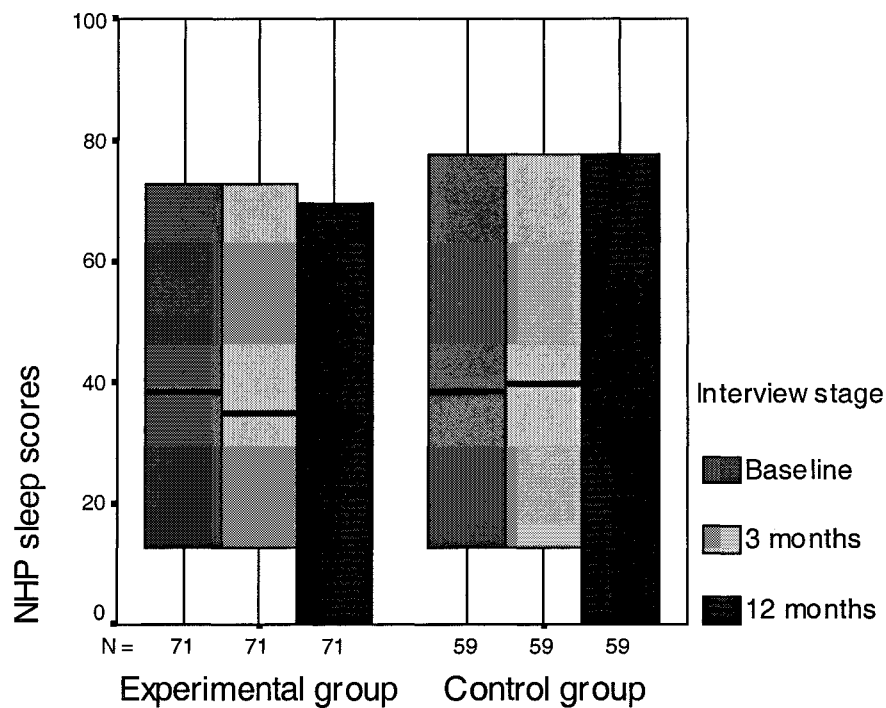 100
80
60
40
20
0
NHP sleep scores
N = 71 71 71 59 59 59
Experimental group Control group
Interview stage
Baseline
3 months
12 months